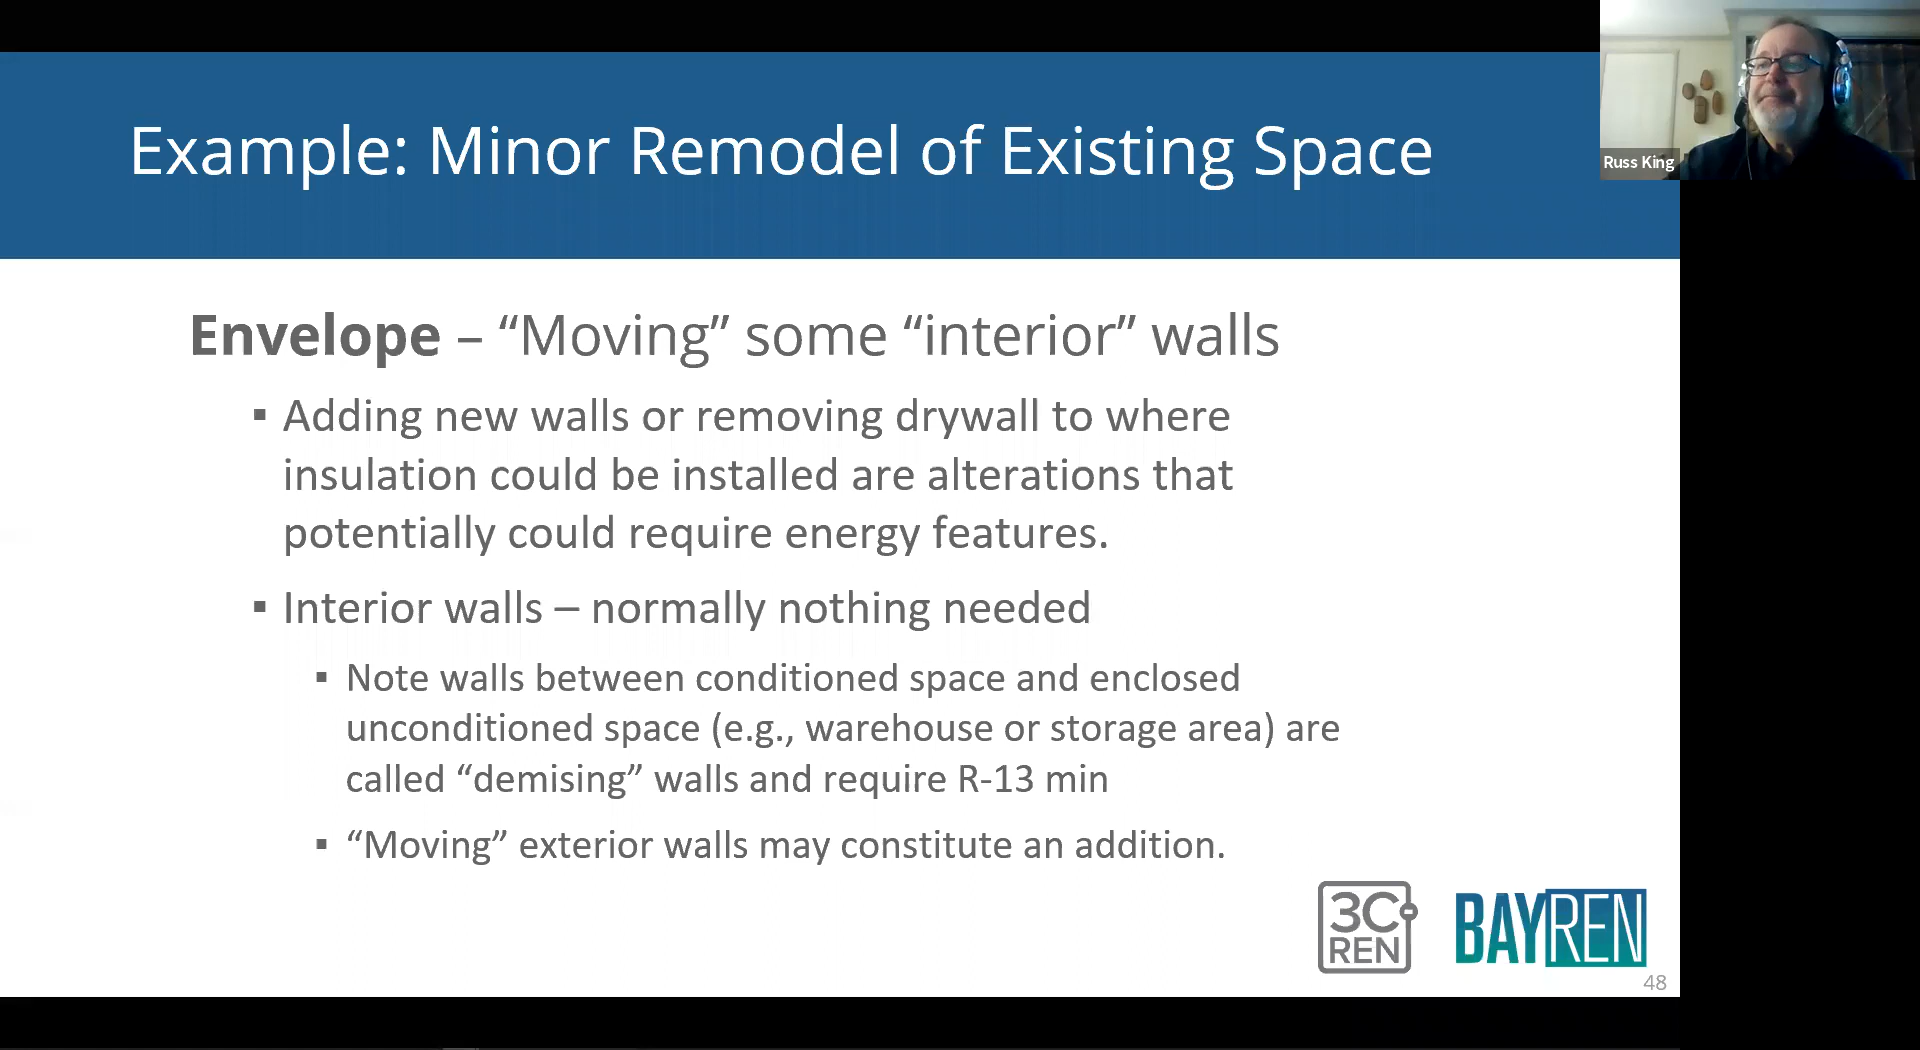 Example: Minor Remodel of Existing Space
Russ King
Envelope – “Moving” some “interior” walls
▪ Adding new walls or removing drywall to where
insulation could be installed are alterations that
potentially could require energy features.
▪ Interior walls – normally nothing needed
▪ Note walls between conditioned space and enclosed
unconditioned space (e.g., warehouse or storage area) are
called “demising” walls and require R-13 min
▪ “Moving” exterior walls may constitute an addition.
3C-
REN
BAYREN
48